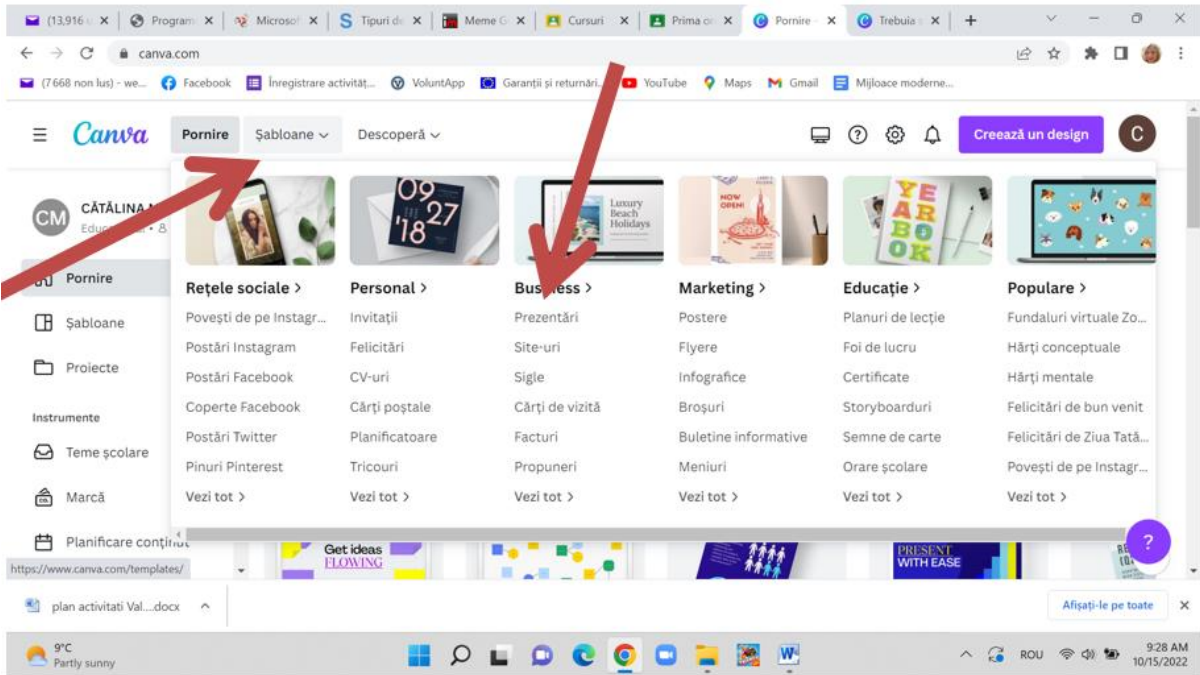 (13,916 u
Program
Microsof
Tipuri de
Meme G
Cursuri
Prima or
Pornire -
Trebuia s
canva.com
(7 668 non lus) - we...
Facebook
Înregistrare activităț...
VoluntApp
Garanții și returnări...
YouTube
Maps
Gmail
Mijloace moderne...
Canva
Pornire
Șabloane
Descoperă
Creează un design
C
CM
CĂTĂLINA
Pornire
Șabloane
Proiecte
Instrumente
Teme școlare
Marcă
Planificare conținut
Rețele sociale >
Povești de pe Instagr...
Postări Instagram
Postări Facebook
Coperte Facebook
Postări Twitter
Pinuri Pinterest
Vezi tot >
09
27
'18
Personal >
Invitații
Felicitări
CV-uri
Cărți poștale
Planificatoare
Tricouri
Vezi tot >
Luxury
Beach
Holidays
Business >
Prezentări
Site-uri
Sigle
Cărți de vizită
Facturi
Propuneri
Vezi tot >
NOW
OPEN!
Marketing >
Postere
Flyere
Infografice
Broșuri
Buletine informative
Meniuri
Vezi tot >
YE
AR
BO
OK
Educație >
Planuri de lecție
Foi de lucru
Certificate
Storyboarduri
Semne de carte
Orare școlare
Vezi tot >
Populare >
Fundaluri virtuale Zo...
Hărți conceptuale
Hărți mentale
Felicitări de bun venit
Felicitări de Ziua Tată...
Povești de pe Instagr...
Vezi tot >
Get ideas
FLOWING
PRESENT
WITH EASE
?
https://www.canva.com/templates/
plan activitati Val....docx
Afișați-le pe toate
9°C
Partly sunny
ROU
9:28 AM
10/15/2022